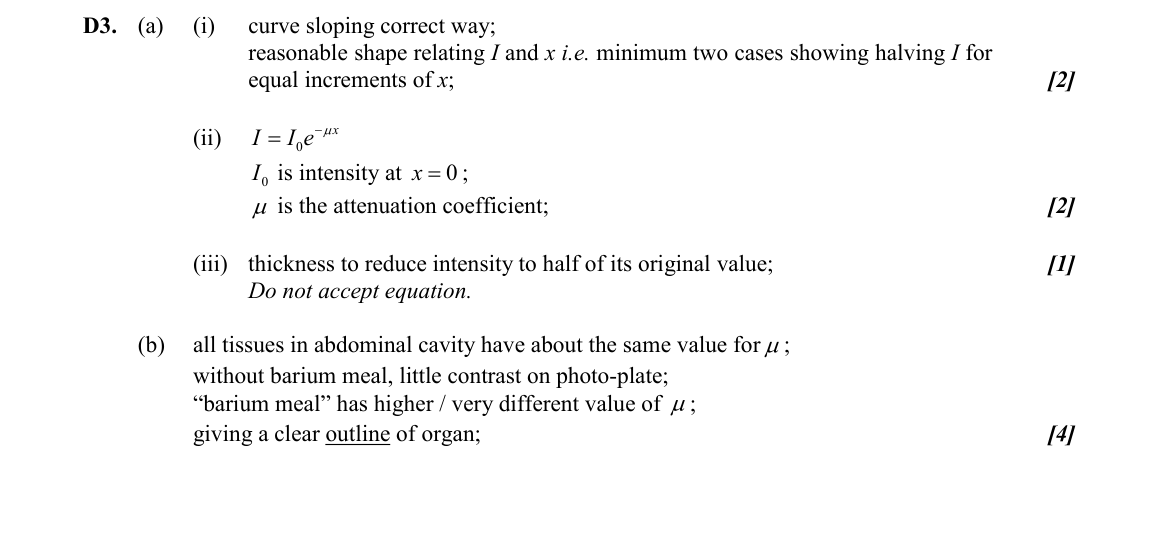 D3. (a) (i) curve sloping correct way;
reasonable shape relating I and x i.e. minimum two cases showing halving I for
equal increments of x; [2]
(ii) I = I₀e^{−μx}
I₀ is intensity at x = 0 ;
μ is the attenuation coefficient; [2]
(iii) thickness to reduce intensity to half of its original value; [1]
Do not accept equation.
(b) all tissues in abdominal cavity have about the same value for μ ;
without barium meal, little contrast on photo-plate;
“barium meal” has higher / very different value of μ ;
giving a clear outline of organ; [4]